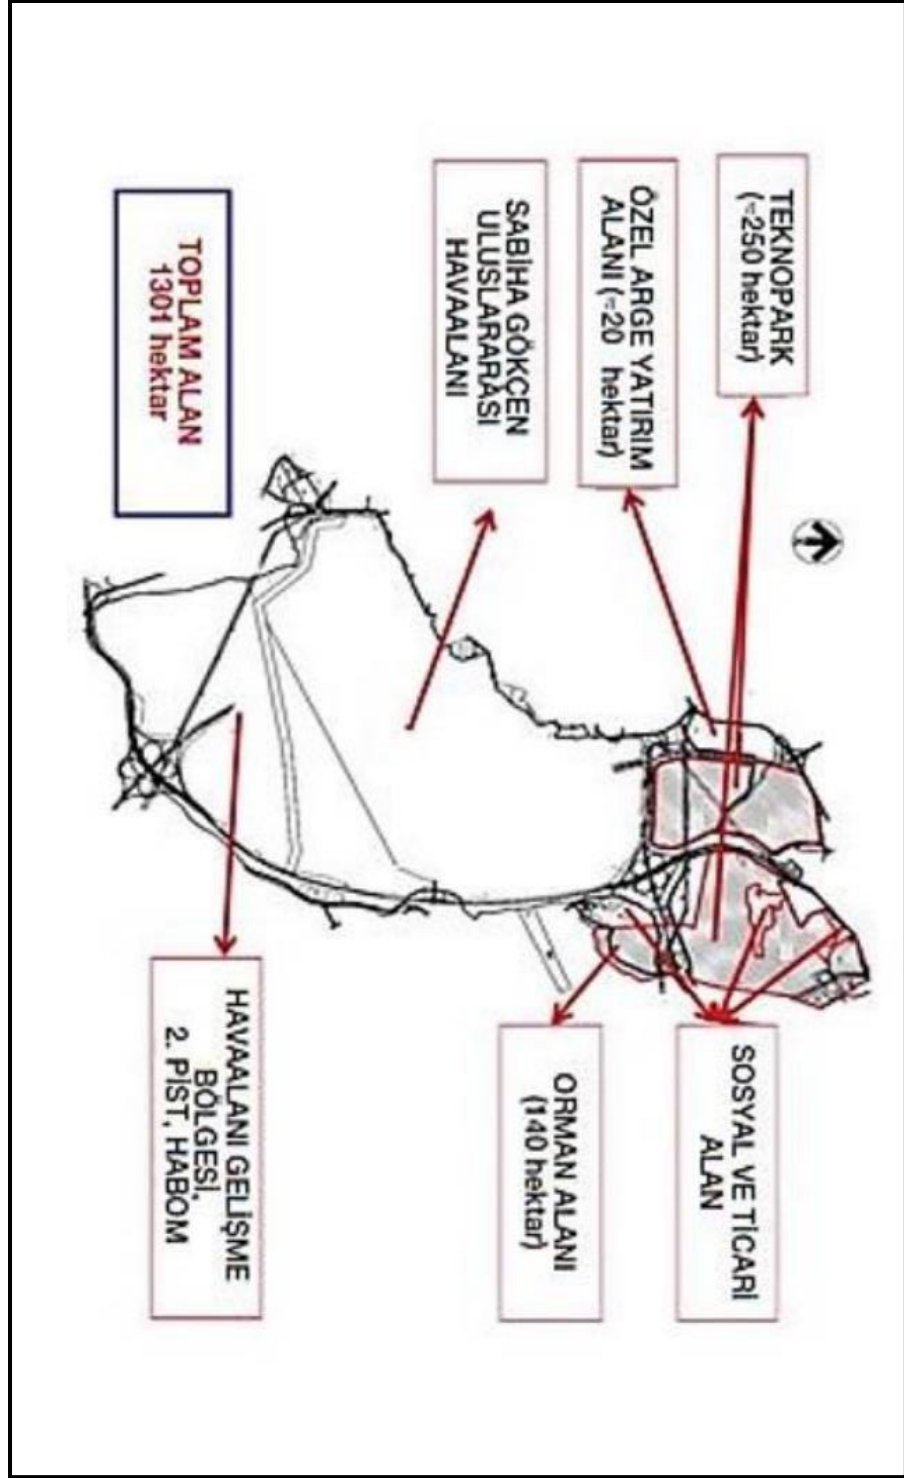 TEKNOPARK
(~250 hektar)
ÖZEL ARGE YATIRIM
ALANI (~20 hektar)
SABİHA GÖKÇEN
ULUSLARARASI
HAVAALANI
TOPLAM ALAN
1301 hektar
SOSYAL VE TİCARİ
ALAN
ORMAN ALANI
(140 hektar)
HAVAALANI GELİŞME
BÖLGESİ,
2. PİST, HABOM